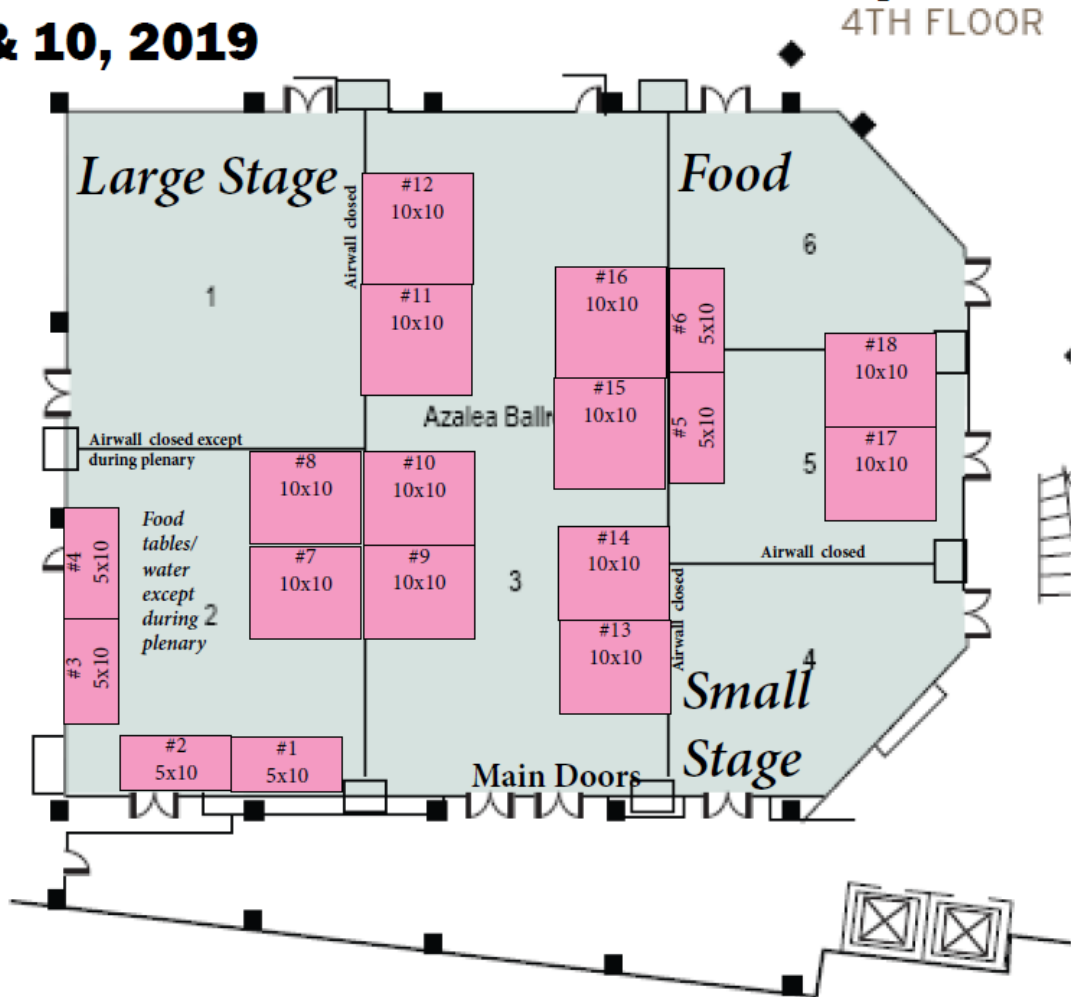 & 10, 2019
4TH FLOOR
Large Stage
Food
#12
10x10
Airwall closed
#11
10x10
1
6
#16
10x10
#6
5x10
#18
10x10
#15
10x10
Azalea Ballr
#5
5x10
#17
10x10
5
Airwall closed except
during plenary
#8
10x10
#10
10x10
Food
tables/
water
except
during
plenary
2
#4
5x10
#7
10x10
#9
10x10
3
#14
10x10
Airwall closed
Airwall closed
#3
5x10
#13
10x10
4
Small
Stage
#2
5x10
#1
5x10
Main Doors